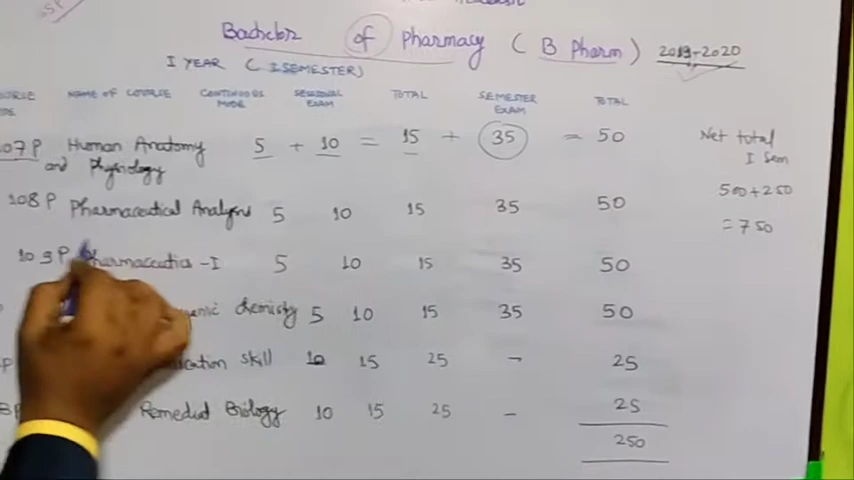 Bachelor of Pharmacy ( B Pharm ) 2019-2020
I YEAR ( I SEMESTER )
NAME OF COURSE CONTINUOUS MODE SESSIONAL EXAM TOTAL SEMESTER EXAM TOTAL
07 P Human Anatomy and Physiology 5 + 10 = 15 + 35 = 50
108 P Pharmaceutical Analysis 5 10 15 35 50
109 P Pharmaceutics - I 5 10 15 35 50
chemistry 5 10 15 35 50
skill 10 15 25 - 25
Remedial Biology 10 15 25 - 25
250
Net total
I Sem
500+250
= 750